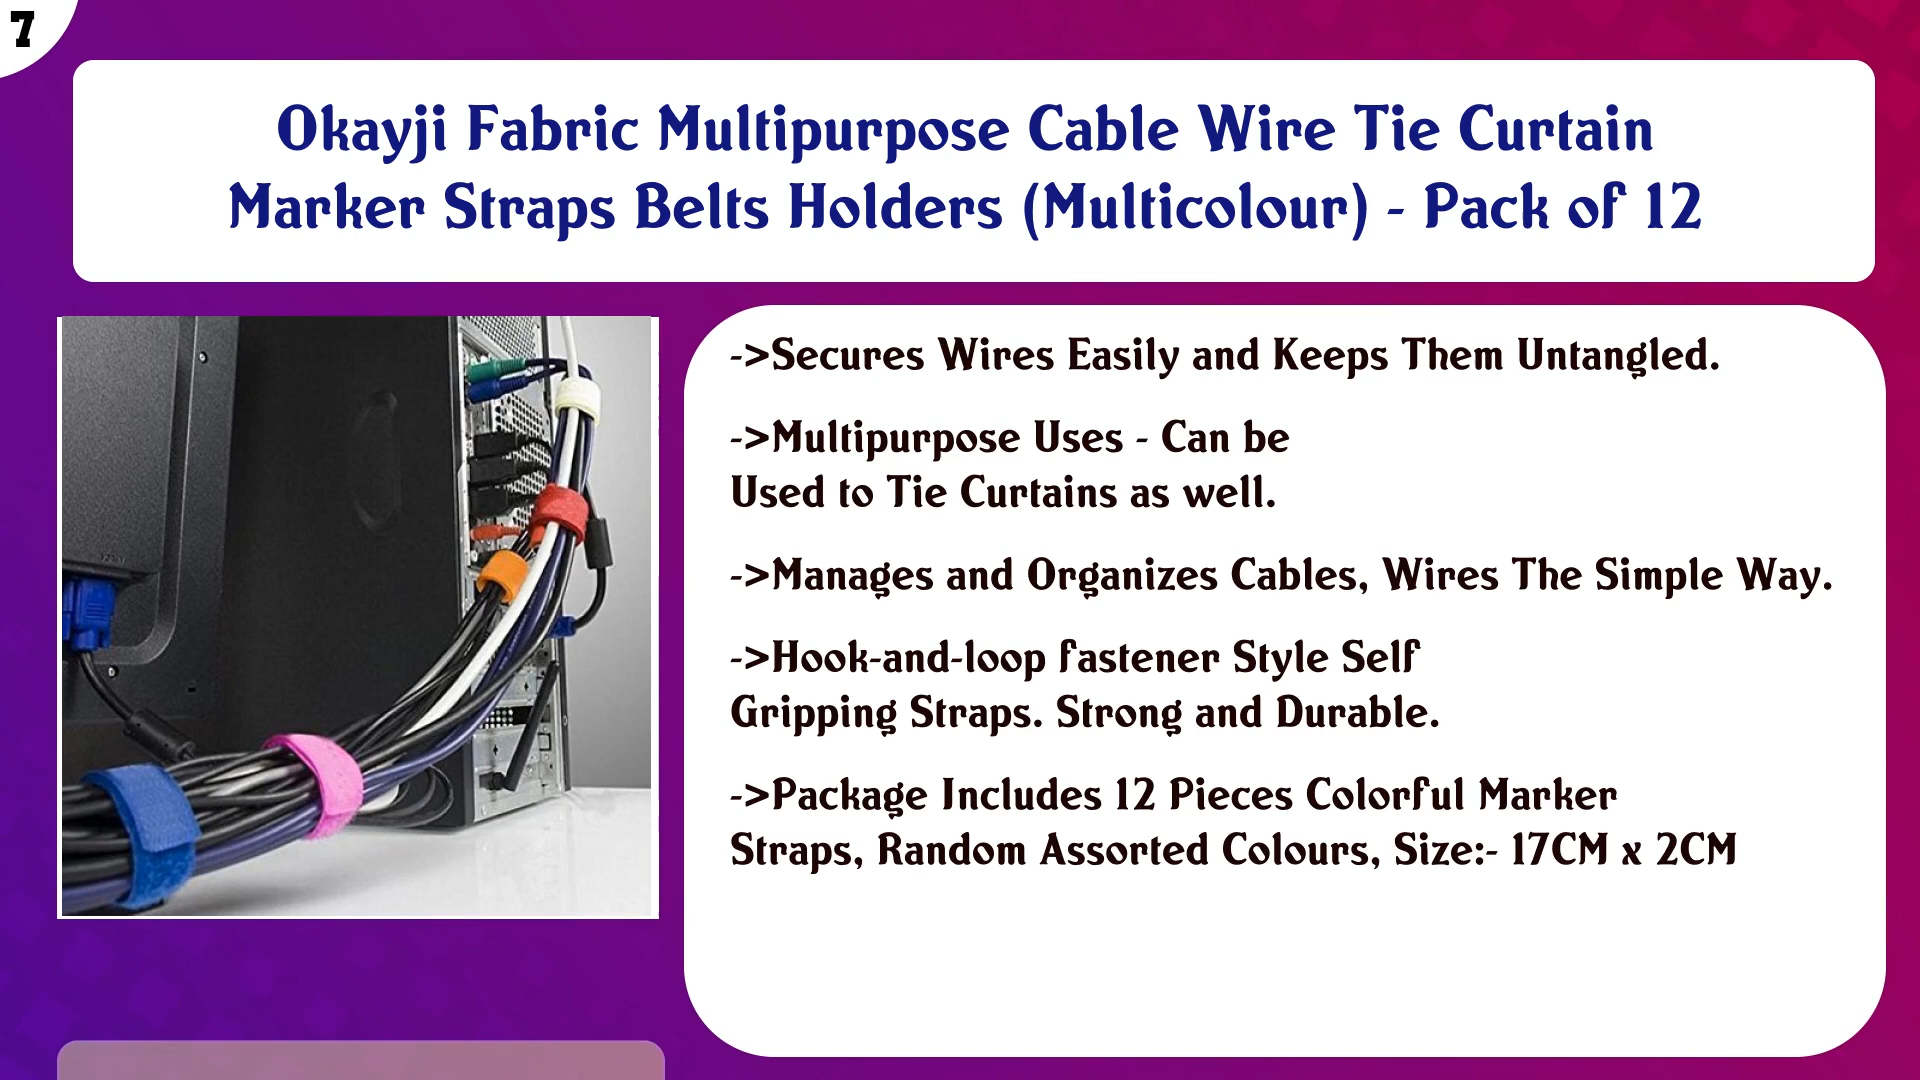 7
Okayji Fabric Multipurpose Cable Wire Tie Curtain
Marker Straps Belts Holders (Multicolour) - Pack of 12
->Secures Wires Easily and Keeps Them Untangled.
->Multipurpose Uses - Can be
Used to Tie Curtains as well.
->Manages and Organizes Cables, Wires The Simple Way.
->Hook-and-loop fastener Style Self
Gripping Straps. Strong and Durable.
->Package Includes 12 Pieces Colorful Marker
Straps, Random Assorted Colours, Size:- 17CM x 2CM